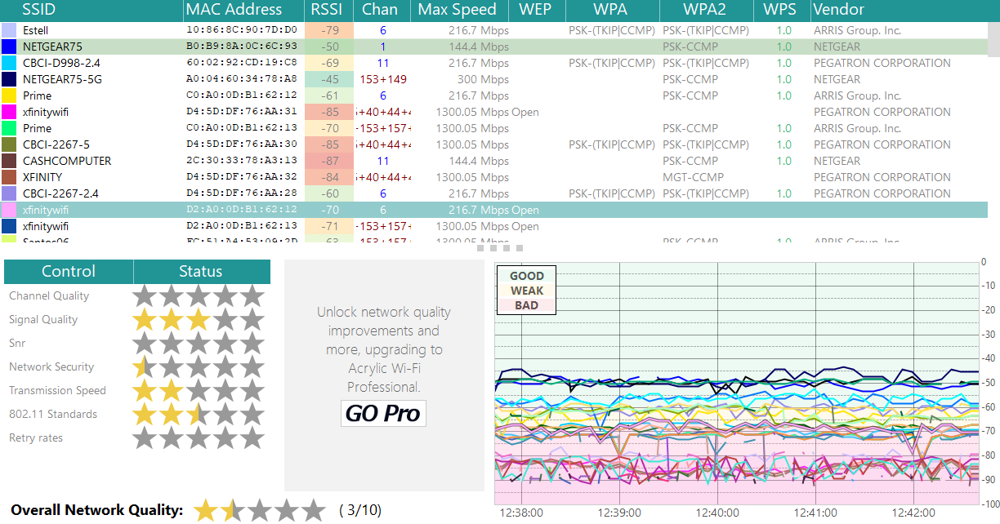 SSID MAC Address RSSI Chan Max Speed WEP WPA WPA2 WPS Vendor
Estell 10:86:8C:90:7D:D0 -79 6 216.7 Mbps PSK-(TKIP|CCMP) PSK-(TKIP|CCMP) 1.0 ARRIS Group. Inc.
NETGEAR75 B0:B9:8A:0C:6C:93 -50 1 144.4 Mbps PSK-CCMP 1.0 NETGEAR
CBCI-D998-2.4 60:02:92:CD:19:C8 -69 11 216.7 Mbps PSK-(TKIP|CCMP) PSK-(TKIP|CCMP) 1.0 PEGATRON CORPORATION
NETGEAR75-5G A0:04:60:34:78:A8 -45 153+149 300 Mbps PSK-CCMP 1.0 NETGEAR
Prime C0:A0:0D:B1:62:12 -61 6 216.7 Mbps PSK-CCMP 1.0 ARRIS Group. Inc.
xfinitywifi D4:5D:DF:76:AA:31 -85 +40+44+ 1300.05 Mbps Open PEGATRON CORPORATION
Prime C0:A0:0D:B1:62:13 -70 -153+157+ 1300.05 Mbps PSK-CCMP 1.0 ARRIS Group. Inc.
CBCI-2267-5 D4:5D:DF:76:AA:30 -85 +40+44+ 1300.05 Mbps PSK-(TKIP|CCMP) PSK-(TKIP|CCMP) 1.0 PEGATRON CORPORATION
CASHCOMPUTER 2C:30:33:78:A3:13 -87 11 144.4 Mbps PSK-CCMP 1.0 NETGEAR
XFINITY D4:5D:DF:76:AA:32 -84 +40+44+ 1300.05 Mbps MGT-CCMP PEGATRON CORPORATION
CBCI-2267-2.4 D4:5D:DF:76:AA:28 -60 6 216.7 Mbps PSK-(TKIP|CCMP) PSK-(TKIP|CCMP) 1.0 PEGATRON CORPORATION
xfinitywifi D2:A0:0D:B1:62:12 -70 6 216.7 Mbps Open
xfinitywifi D2:A3:0D:B1:62:13 -71 -153+157+ 1300.05 Mbps Open
Santos06 -63 -153+157+ 1300.05 Mbps PSK-CCMP 1.0 ARRIS Group. Inc.
Control Status
Channel Quality
Signal Quality
Snr
Network Security
Transmission Speed
802.11 Standards
Retry rates
Overall Network Quality: ( 3/10)
Unlock network quality
improvements and
more, upgrading to
Acrylic Wi-Fi
Professional.
GO Pro
GOOD
WEAK
BAD
0
-10
-20
-30
-40
-50
-60
-70
-80
-90
-100
12:38:00 12:39:00 12:40:00 12:41:00 12:42:00